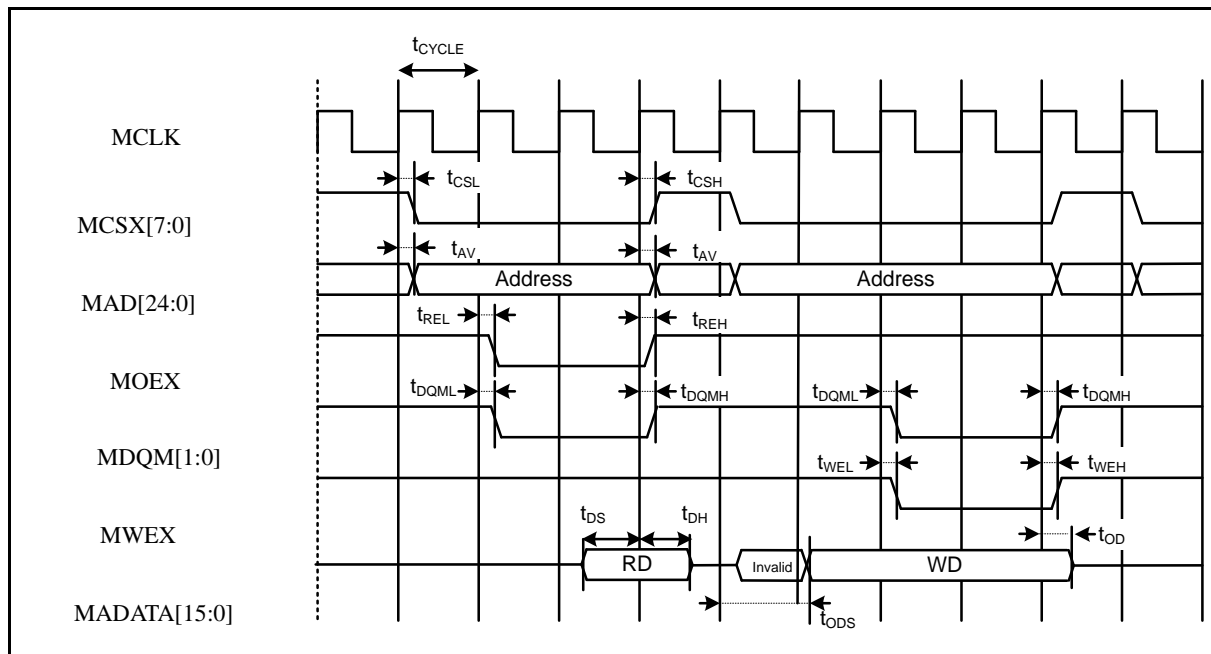 tCYCLE
MCLK
tCSL
tCSH
MCSX[7:0]
tAV
tAV
Address
Address
MAD[24:0]
tREL
tREH
MOEX
tDQML
tDQMH
tDQML
tDQMH
MDQM[1:0]
tWEL
tWEH
MWEX
tDS
tDH
tOD
RD
Invalid
WD
MADATA[15:0]
tODS